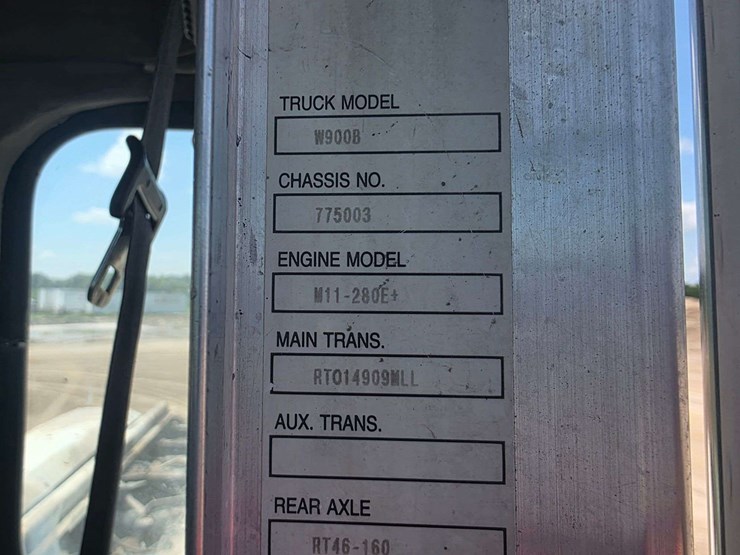 TRUCK MODEL
W900B
CHASSIS NO.
775003
ENGINE MODEL
M11-280E+
MAIN TRANS.
RTO14909MLL
AUX. TRANS.
REAR AXLE
RT46-160